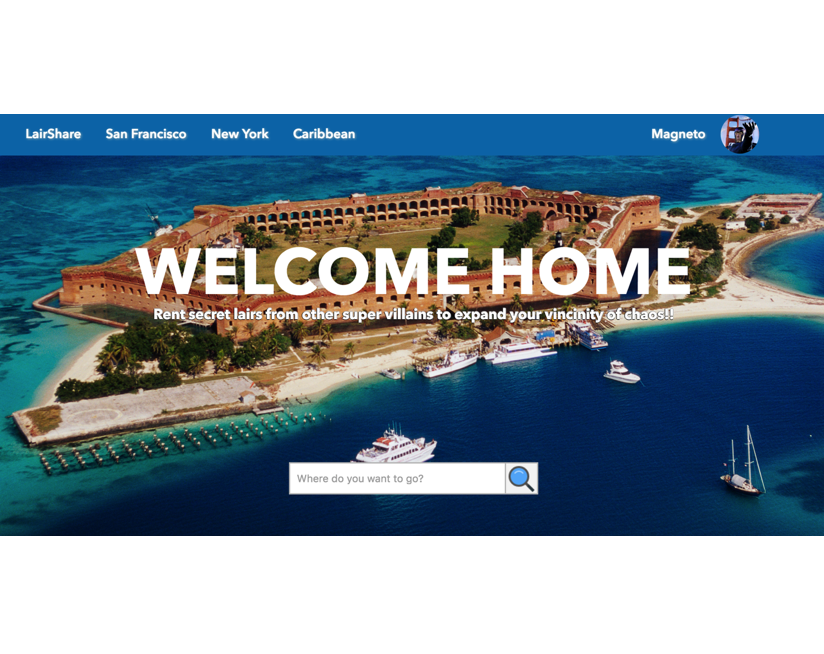 LairShare San Francisco New York Caribbean Magneto
WELCOME HOME
Rent secret lairs from other super villains to expand your vincinity of chaos!!
Where do you want to go?